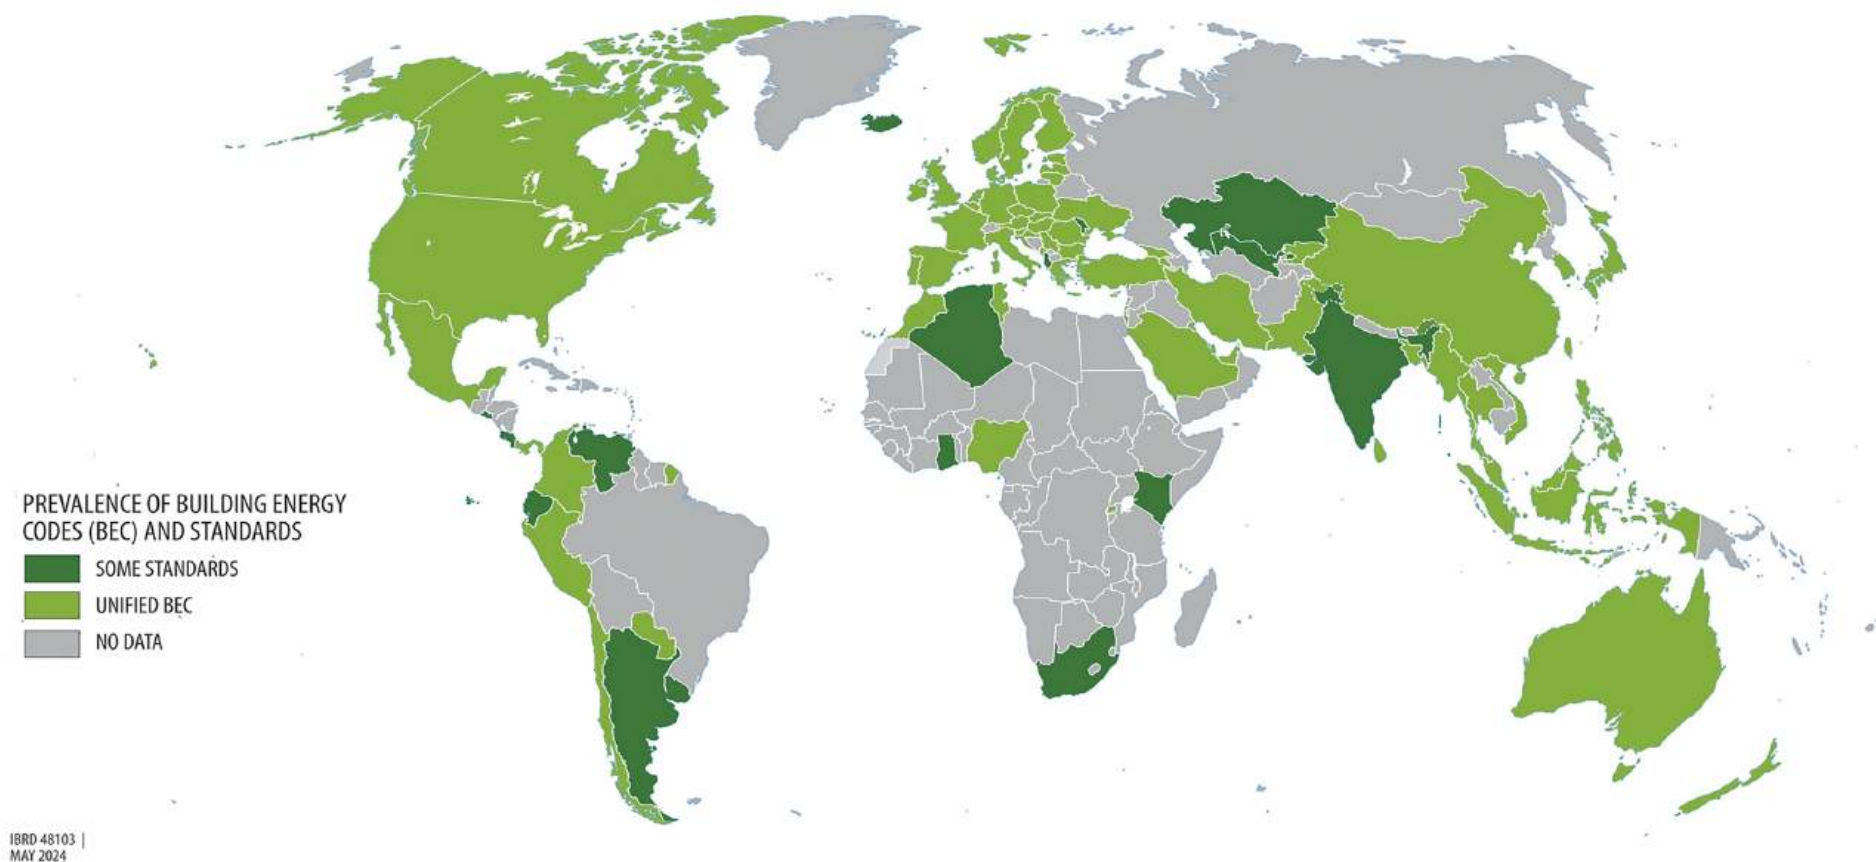 PREVALENCE OF BUILDING ENERGY
CODES (BEC) AND STANDARDS
SOME STANDARDS
UNIFIED BEC
NO DATA
IBRD 48103 |
MAY 2024